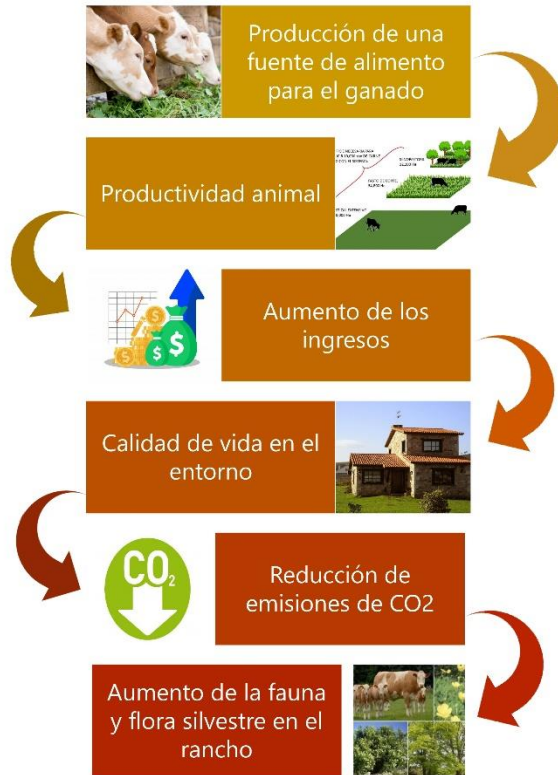 Producción de una
fuente de alimento
para el ganado
Productividad animal
Aumento de los
ingresos
$
$
$
$
Calidad de vida en el
entorno
CO2
Reducción de
emisiones de CO2
Aumento de la fauna
y flora silvestre en el
rancho